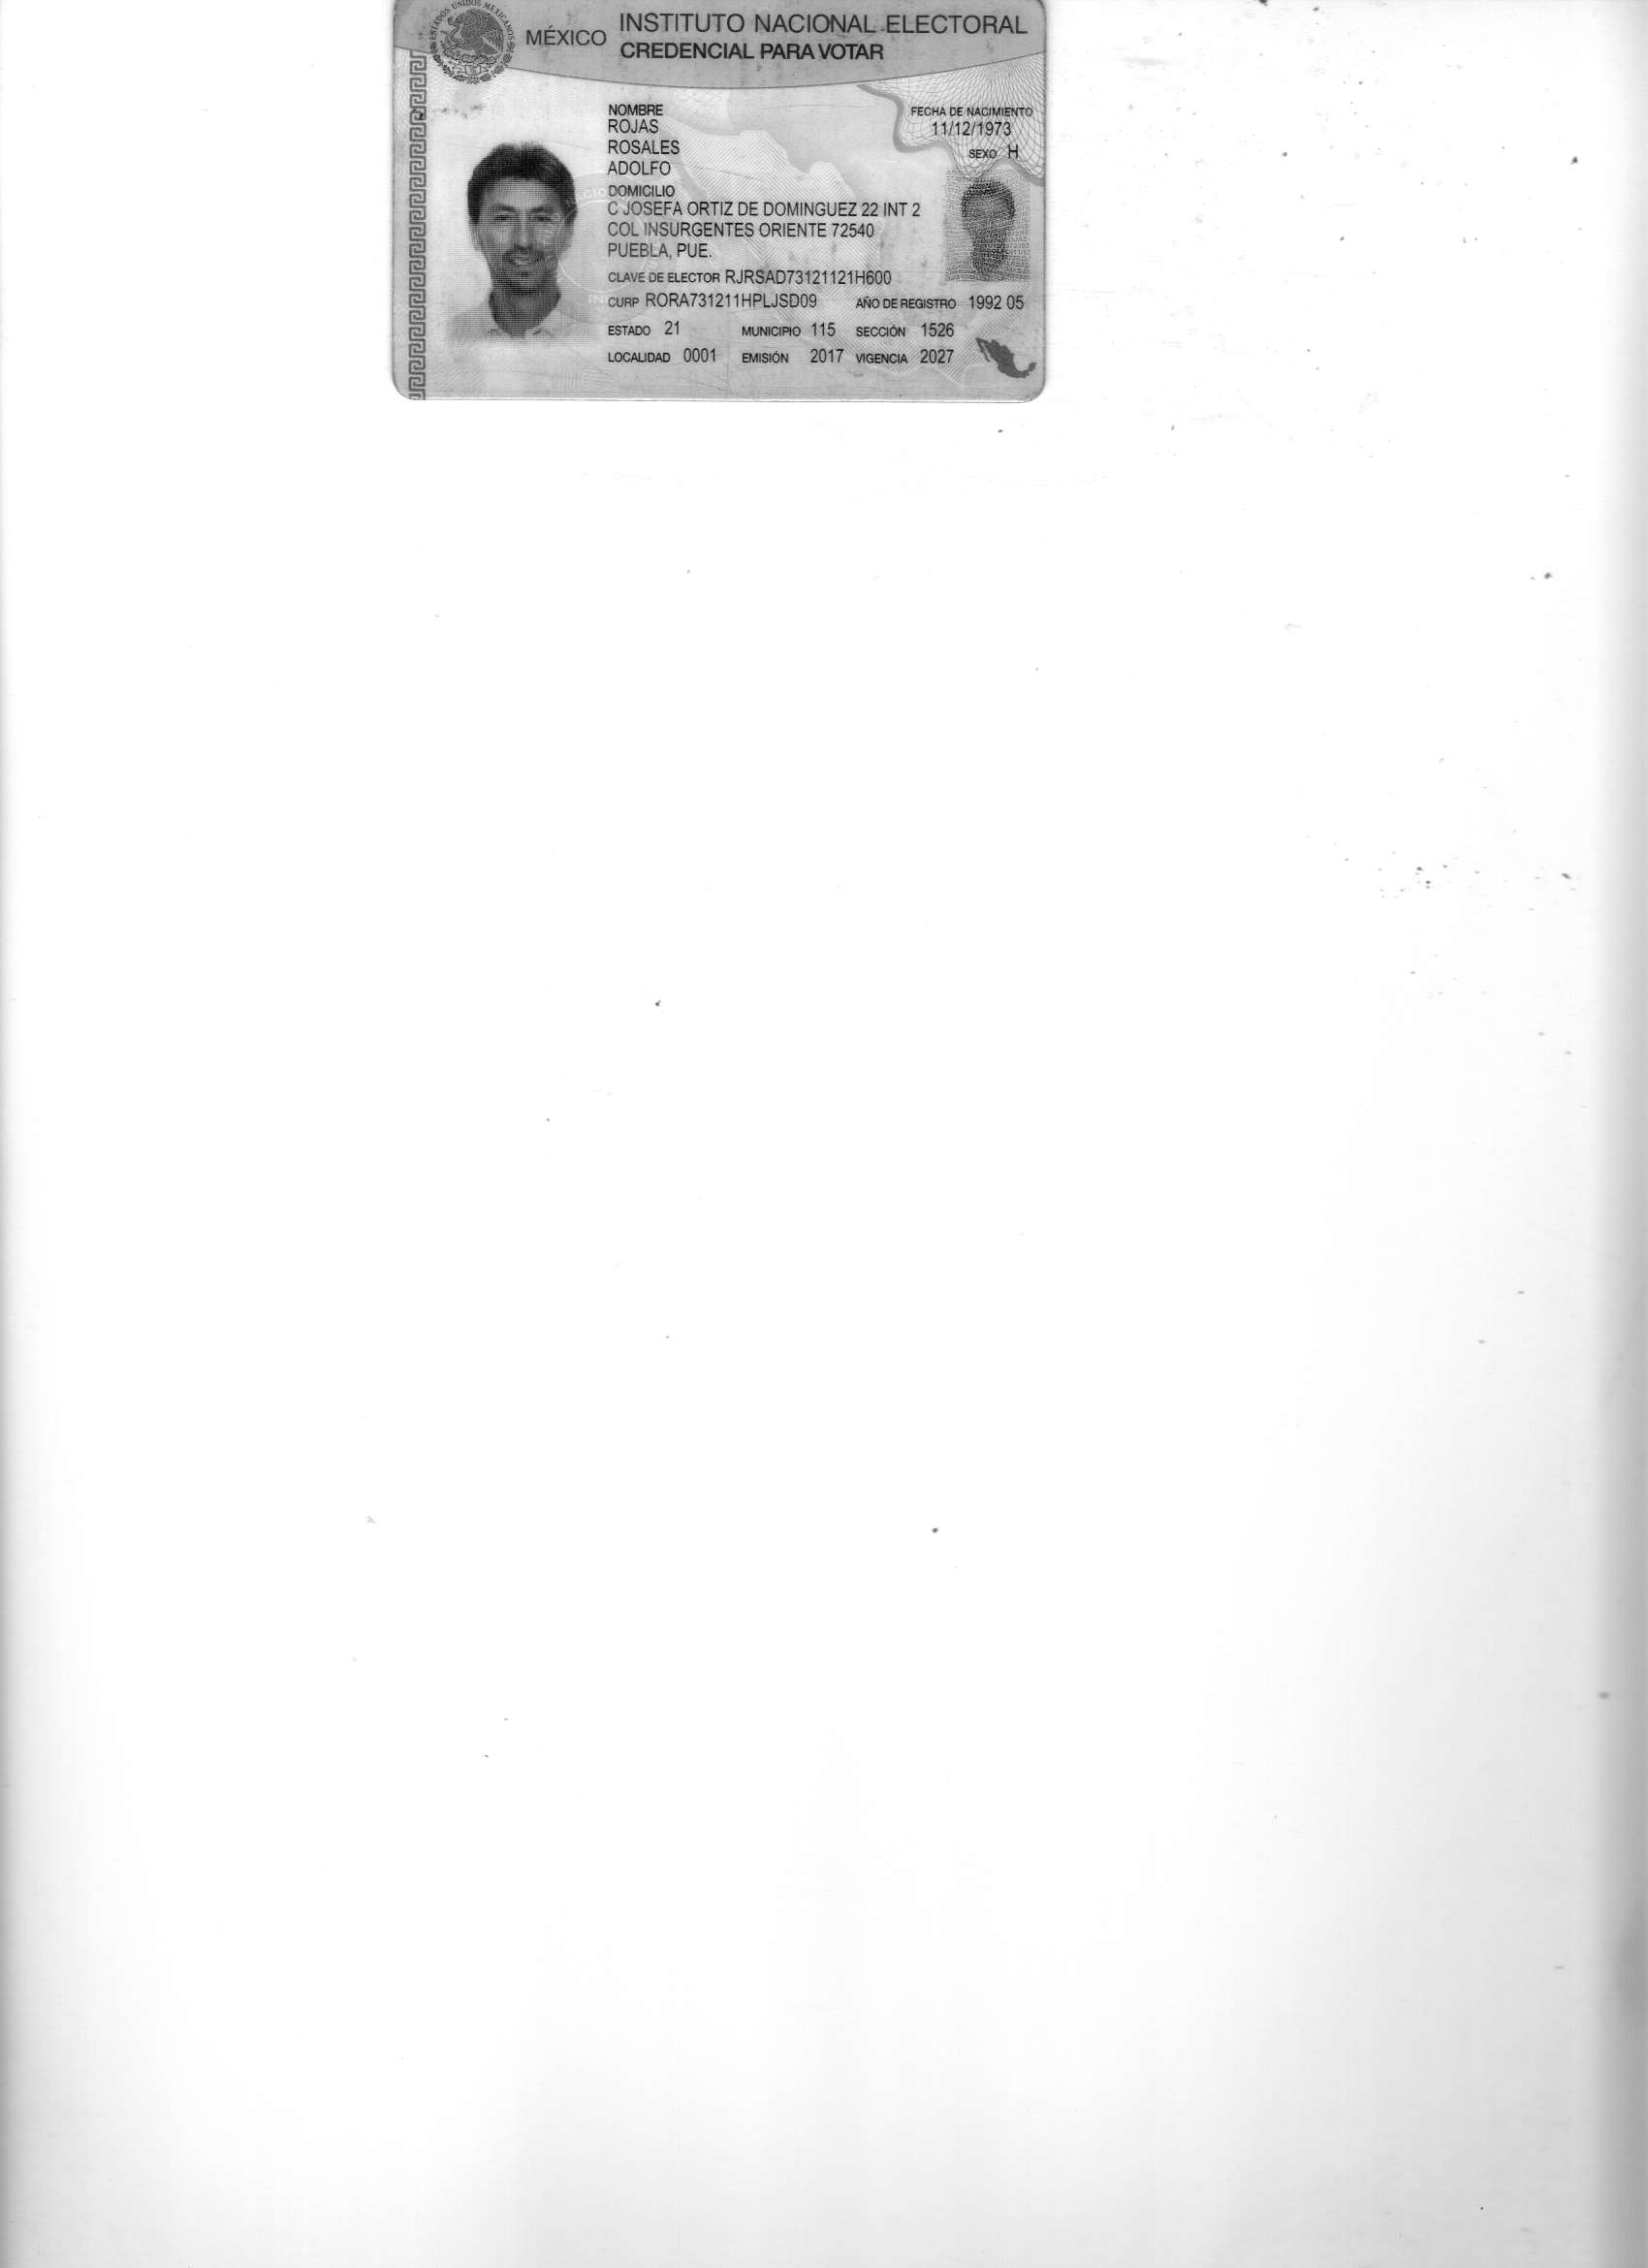 ESTADOS UNIDOS MEXICANOS
MÉXICO
INSTITUTO NACIONAL ELECTORAL
CREDENCIAL PARA VOTAR
NOMBRE
ROJAS
ROSALES
ADOLFO
FECHA DE NACIMIENTO
11/12/1973
SEXO H
DOMICILIO
C JOSEFA ORTIZ DE DOMINGUEZ 22 INT 2
COL INSURGENTES ORIENTE 72540
PUEBLA, PUE.
CLAVE DE ELECTOR RJRSAD73121121H600
CURP RORA731211HPLJSD09 AÑO DE REGISTRO 1992 05
ESTADO 21 MUNICIPIO 115 SECCIÓN 1526
LOCALIDAD 0001 EMISIÓN 2017 VIGENCIA 2027